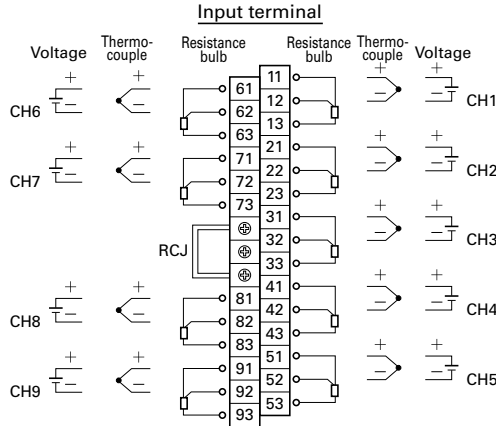 Input terminal
Voltage Thermo-couple Resistance bulb Resistance bulb Thermo-couple Voltage
+ + 61 11 + +
CH6 − − 62 12 − − CH1
63 13
+ + 71 21 + +
CH7 − − 72 22 − − CH2
73 23
31 + +
RCJ 32 − − CH3
33
+ + 81 41 + +
CH8 − − 82 42 − − CH4
83 43
+ + 91 51 + +
CH9 − − 92 52 − − CH5
93 53